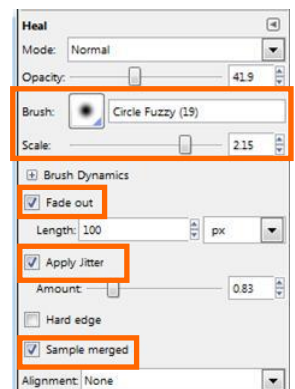 Heal
Mode: Normal
Opacity: 41.9
Brush: Circle Fuzzy (19)
Scale: 2.15
Brush Dynamics
Fade out
Length: 100 px
Apply Jitter
Amount: 0.83
Hard edge
Sample merged
Alignment: None